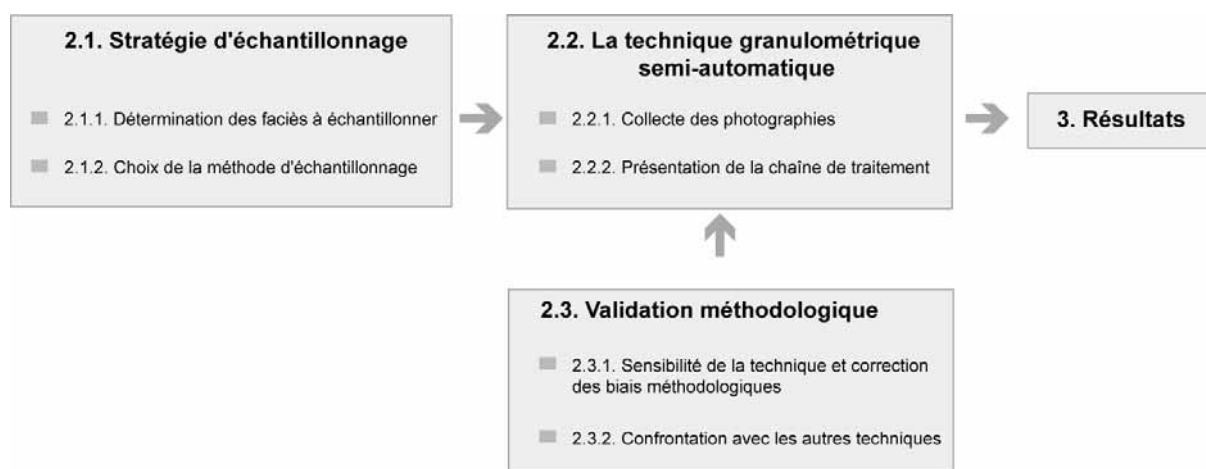 2.1. Stratégie d'échantillonnage
2.1.1. Détermination des faciès à échantillonner
2.1.2. Choix de la méthode d'échantillonnage
2.2. La technique granulométrique
semi-automatique
2.2.1. Collecte des photographies
2.2.2. Présentation de la chaîne de traitement
3. Résultats
2.3. Validation méthodologique
2.3.1. Sensibilité de la technique et correction
des biais méthodologiques
2.3.2. Confrontation avec les autres techniques